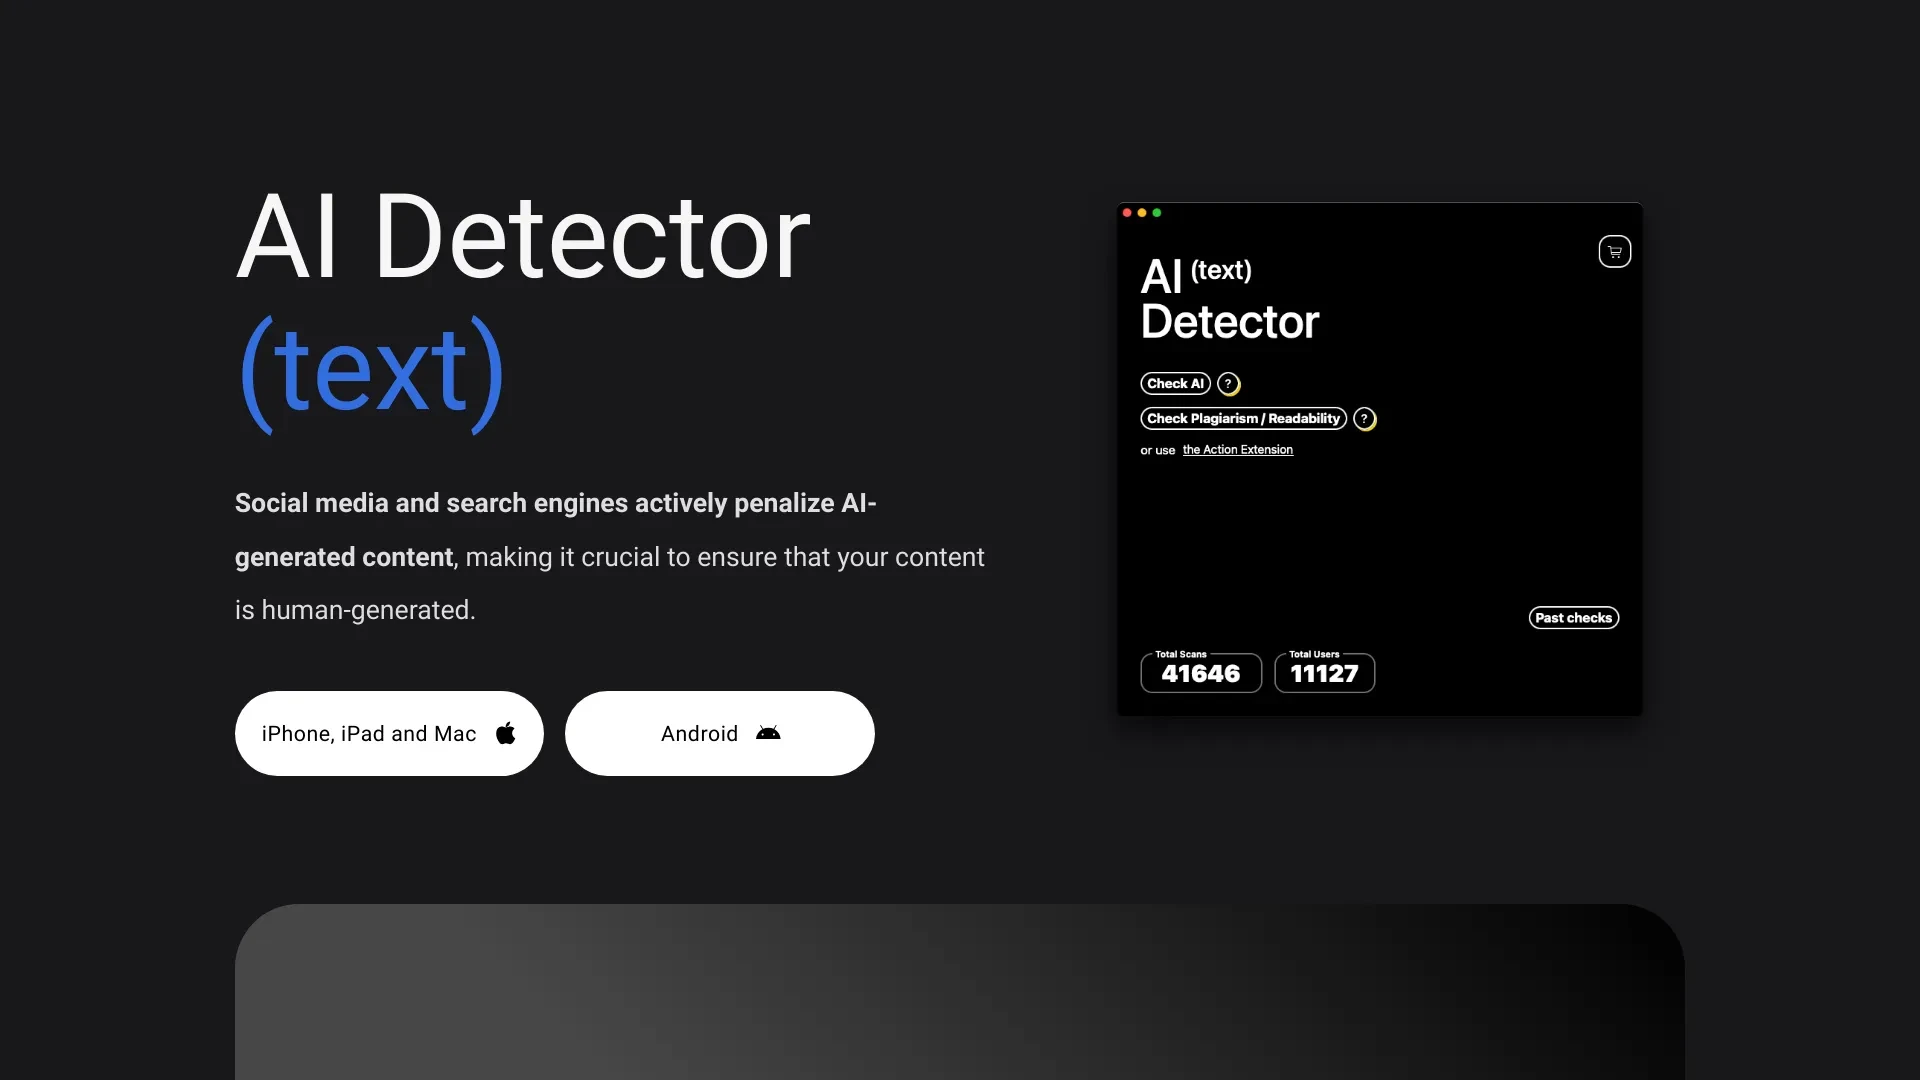 AI Detector
(text)
Social media and search engines actively penalize AI-
generated content, making it crucial to ensure that your content
is human-generated.
iPhone, iPad and Mac
Android
AI (text)
Detector
Check AI ?
Check Plagiarism / Readability ?
or use the Action Extension
Past checks
Total Scans
41646
Total Users
11127